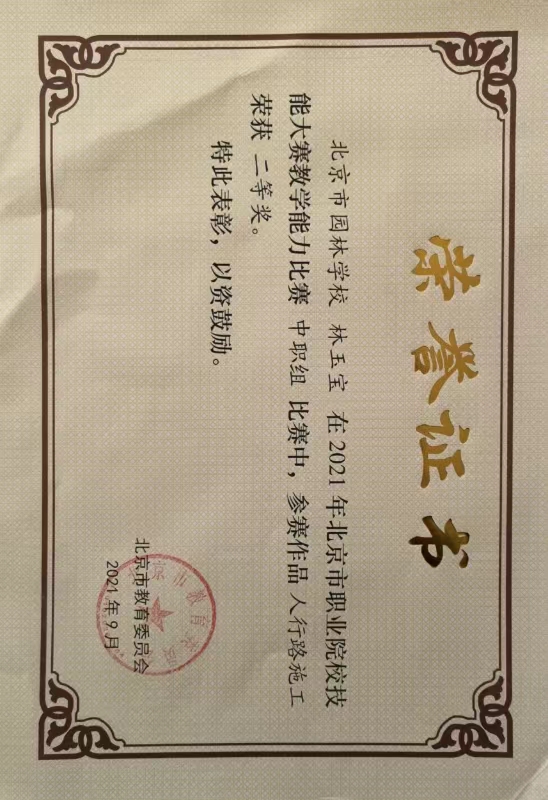 荣誉证书
北京市园林学校 林玉宝 在2021年北京市职业院校技
能大赛教学能力比赛 中职组 比赛中，参赛作品 人行路施工
荣获 二等奖。
特此表彰，以资鼓励。
北京市教育委员会
2021年9月